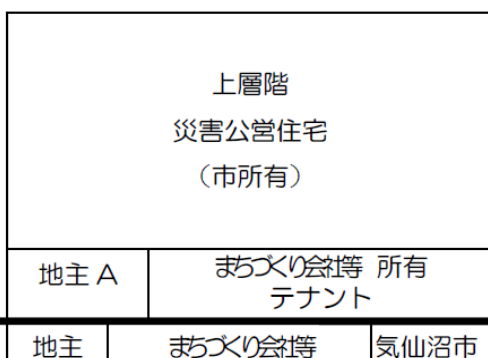 上層階
災害公営住宅
（市所有）
地主 A
まちづくり会社等 所有
テナント
地主
まちづくり会社等
気仙沼市